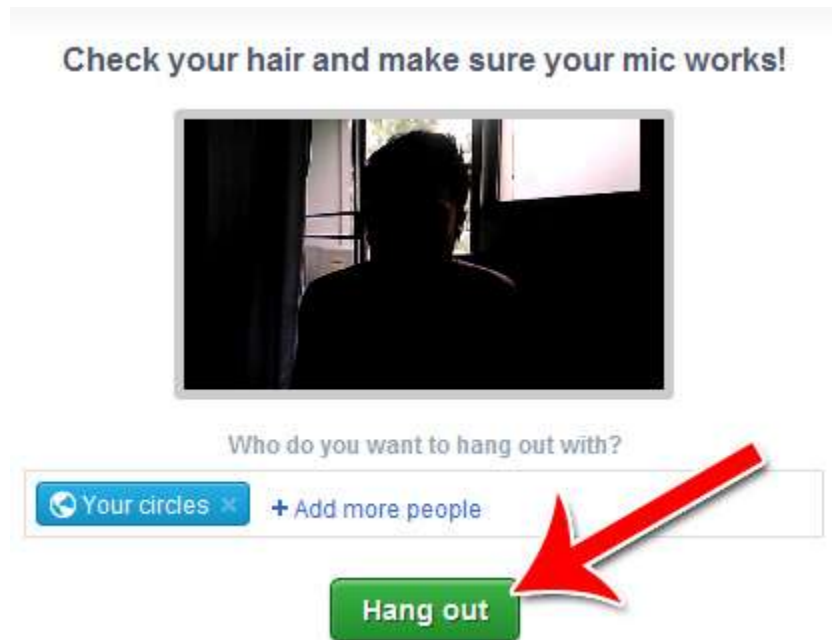 Check your hair and make sure your mic works!
Who do you want to hang out with?
Your circles × + Add more people
Hang out